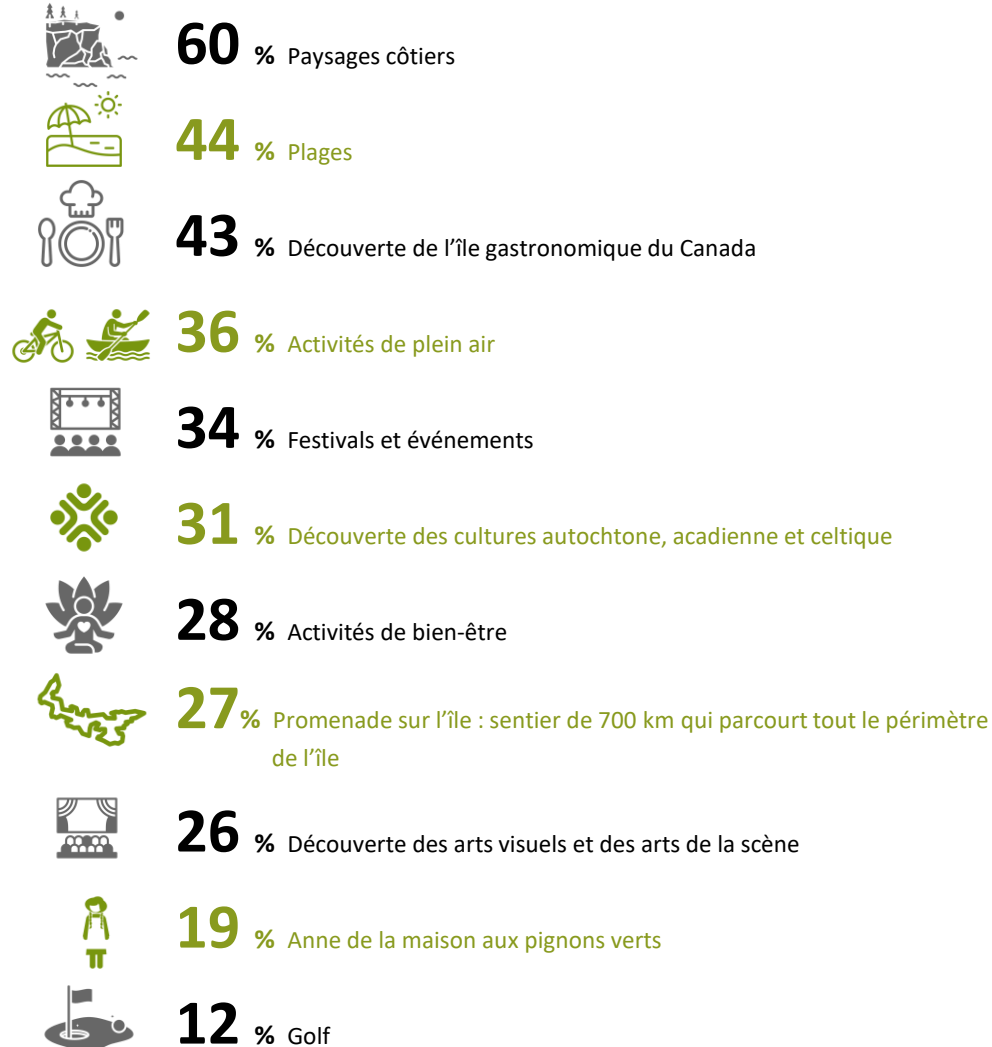 60 % Paysages côtiers
44 % Plages
43 % Découverte de l’île gastronomique du Canada
36 % Activités de plein air
34 % Festivals et événements
31 % Découverte des cultures autochtone, acadienne et celtique
28 % Activités de bien-être
27% Promenade sur l’île : sentier de 700 km qui parcourt tout le périmètre
de l’île
26 % Découverte des arts visuels et des arts de la scène
19 % Anne de la maison aux pignons verts
12 % Golf